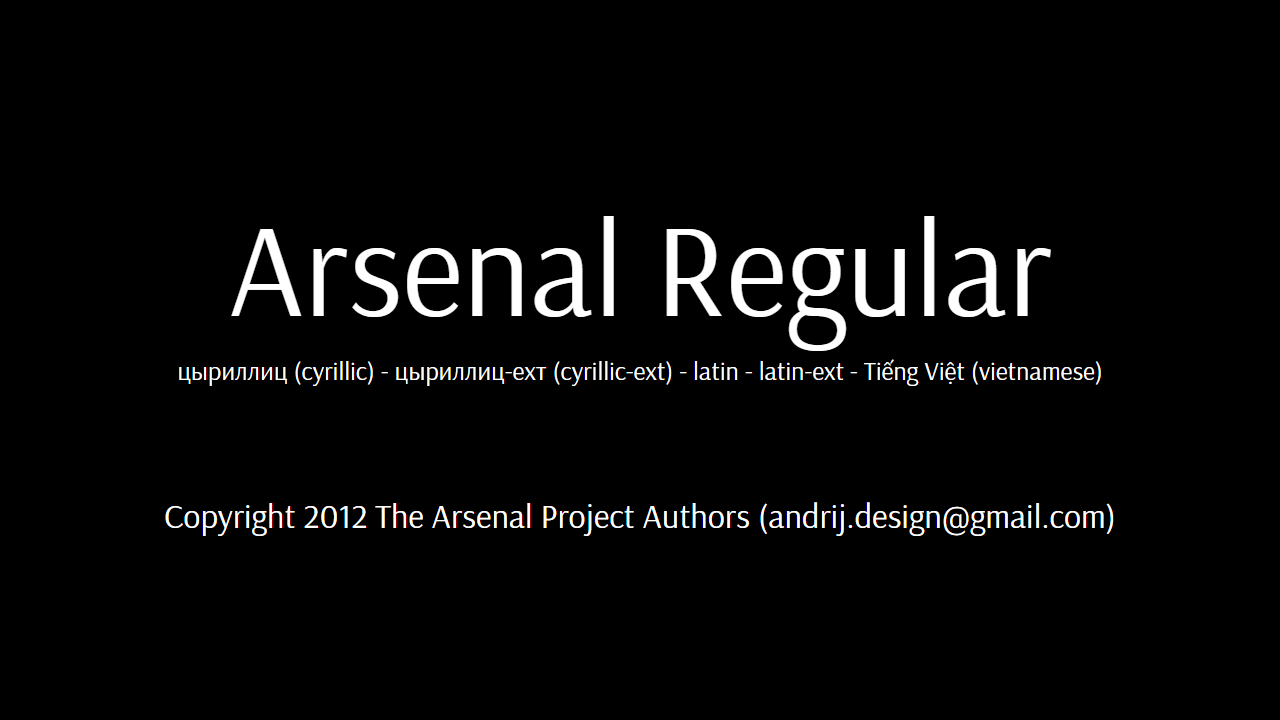 Arsenal Regular
цыриллиц (cyrillic) - цыриллиц-ехт (cyrillic-ext) - latin - latin-ext - Tiếng Việt (vietnamese)
Copyright 2012 The Arsenal Project Authors (andrij.design@gmail.com)